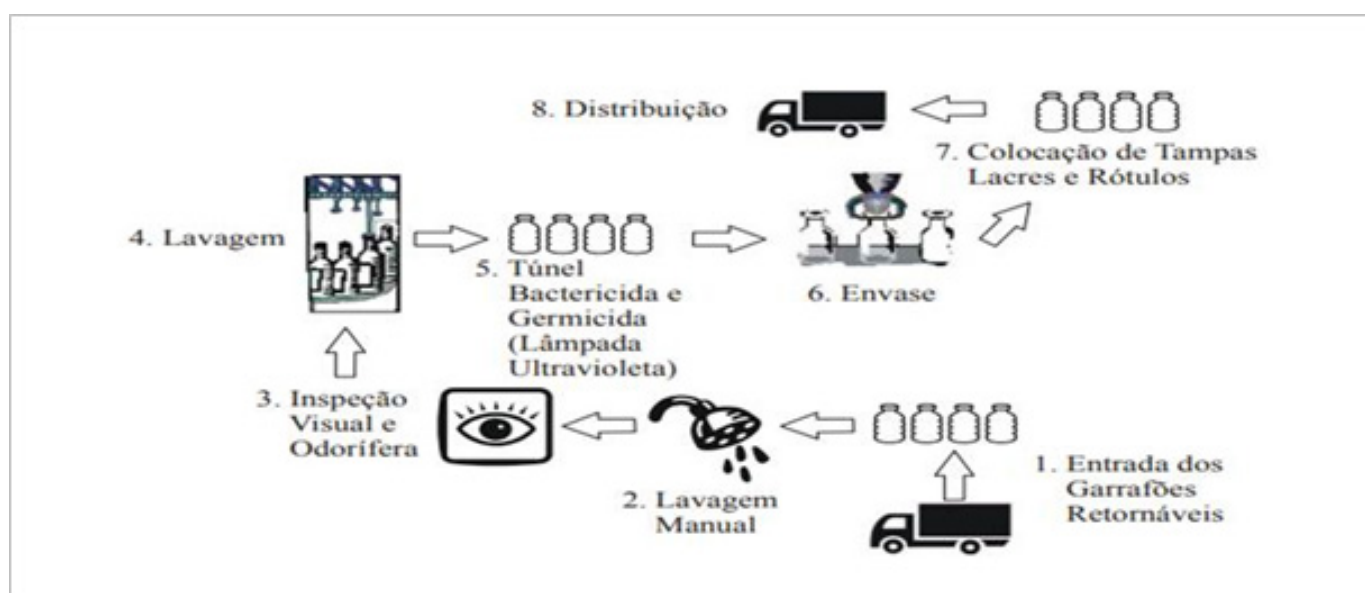 8. Distribuição
7. Colocação de Tampas
Lacres e Rótulos
4. Lavagem
5. Túnel
Bactericida e
Germicida
(Lâmpada
Ultravioleta)
6. Envase
3. Inspeção
Visual e
Odorífera
2. Lavagem
Manual
1. Entrada dos
Garrafões
Retornáveis